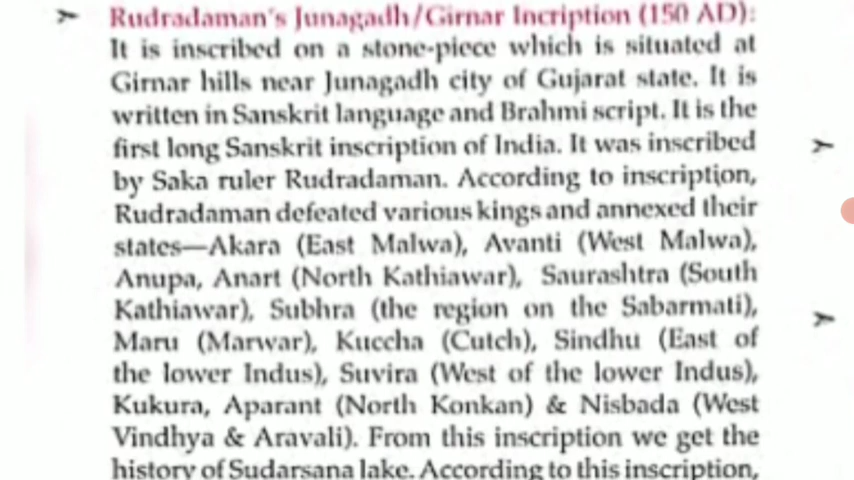 ➤ Rudradaman's Junagadh/Girnar Incription (150 AD):
It is inscribed on a stone-piece which is situated at
Girnar hills near Junagadh city of Gujarat state. It is
written in Sanskrit language and Brahmi script. It is the
first long Sanskrit inscription of India. It was inscribed
by Saka ruler Rudradaman. According to inscription,
Rudradaman defeated various kings and annexed their
states—Akara (East Malwa), Avanti (West Malwa),
Anupa, Anart (North Kathiawar), Saurashtra (South
Kathiawar), Subhra (the region on the Sabarmati),
Maru (Marwar), Kuccha (Cutch), Sindhu (East of
the lower Indus), Suvira (West of the lower Indus),
Kukura, Aparant (North Konkan) & Nisbada (West
Vindhya & Aravali). From this inscription we get the
history of Sudarsana lake. According to this inscription,